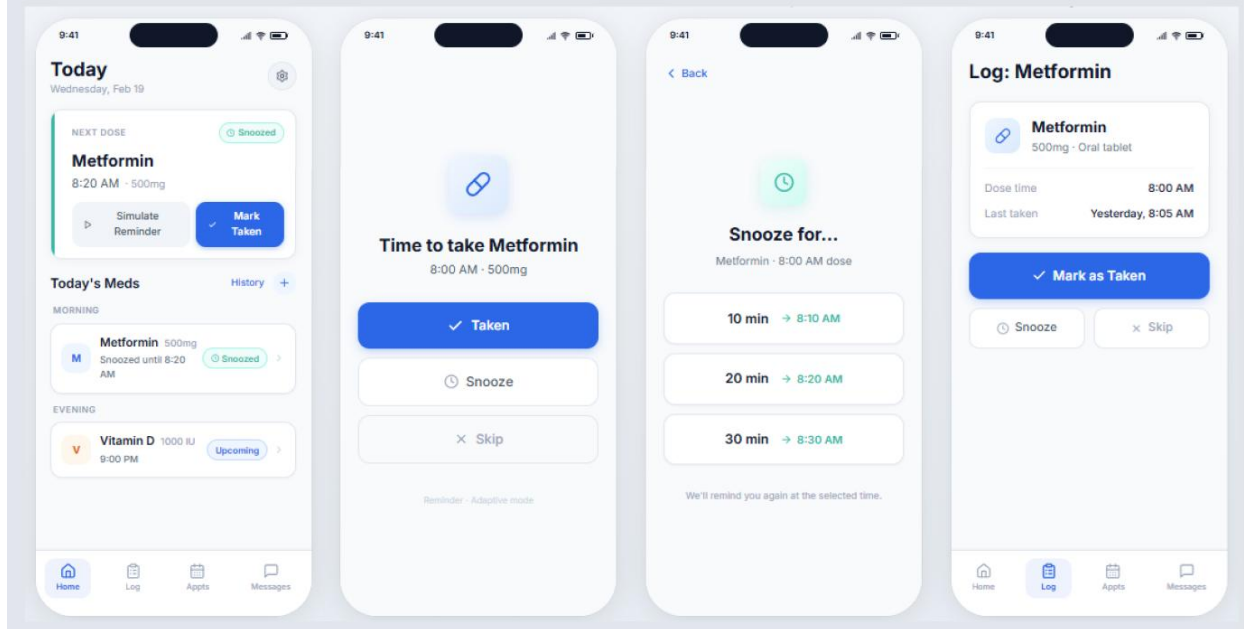 9:41
Today
Wednesday, Feb 19
NEXT DOSE
Snoozed
Metformin
8:20 AM · 500mg
Simulate
Reminder
Mark
Taken
Today's Meds
History +
MORNING
M
Metformin 500mg
Snoozed until 8:20
AM
Snoozed
EVENING
V
Vitamin D 1000 IU
9:00 PM
Upcoming
Home
Log
Appts
Messages
9:41
Time to take Metformin
8:00 AM · 500mg
Taken
Snooze
Skip
Reminder · Adaptive mode
9:41
Back
Snooze for...
Metformin · 8:00 AM dose
10 min → 8:10 AM
20 min → 8:20 AM
30 min → 8:30 AM
We'll remind you again at the selected time.
9:41
Log: Metformin
Metformin
500mg · Oral tablet
Dose time 8:00 AM
Last taken Yesterday, 8:05 AM
Mark as Taken
Snooze
Skip
Home
Log
Appts
Messages